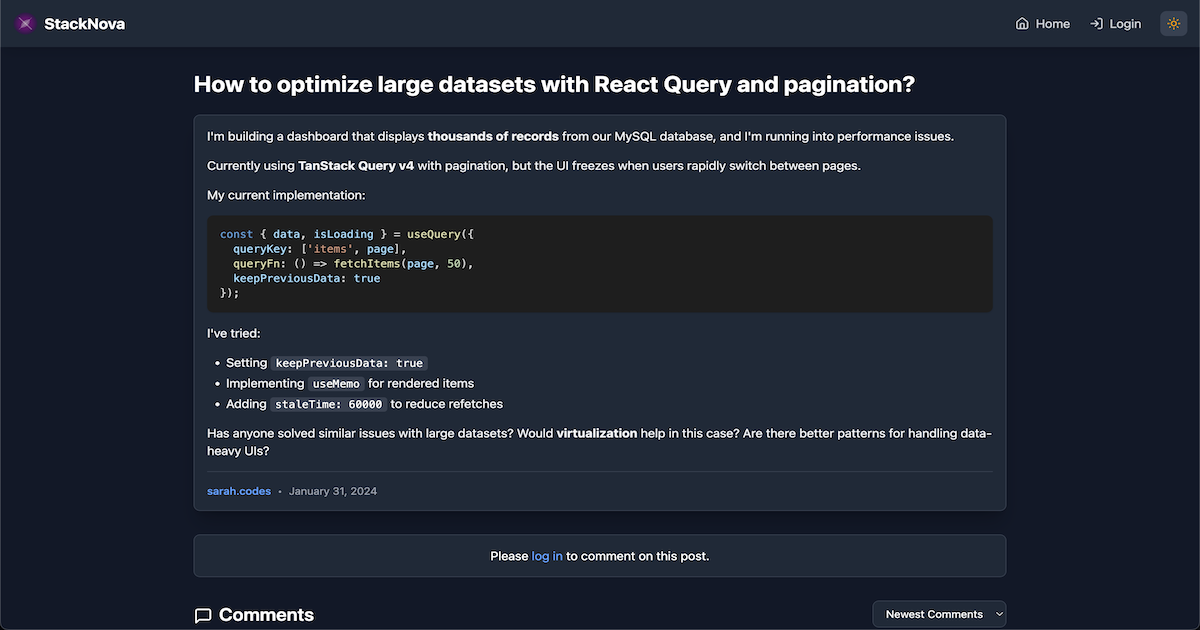 StackNova
Home
Login
How to optimize large datasets with React Query and pagination?
I'm building a dashboard that displays thousands of records from our MySQL database, and I'm running into performance issues.
Currently using TanStack Query v4 with pagination, but the UI freezes when users rapidly switch between pages.
My current implementation:
const { data, isLoading } = useQuery({
  queryKey: ['items', page],
  queryFn: () => fetchItems(page, 50),
  keepPreviousData: true
});
I've tried:
• Setting keepPreviousData: true
• Implementing useMemo for rendered items
• Adding staleTime: 60000 to reduce refetches
Has anyone solved similar issues with large datasets? Would virtualization help in this case? Are there better patterns for handling data-
heavy UIs?
sarah.codes • January 31, 2024
Please log in to comment on this post.
Comments
Newest Comments